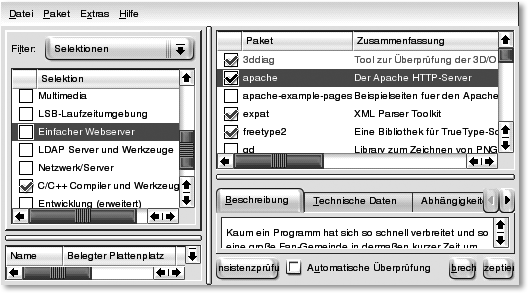 Datei Paket Extras Hilfe
Filter: Selektionen
Selektion
Multimedia
LSB-Laufzeitumgebung
Einfacher Webserver
LDAP Server und Werkzeuge
Netzwerk/Server
C/C++ Compiler und Werkzeug
Entwicklung (erweitert)
Name Belegter Plattenplatz
Paket Zusammenfassung
3ddiag Tool zur Überprüfung der 3D/O
apache Der Apache HTTP-Server
apache-example-pages Beispielseiten fuer den Apache
expat XML Parser Toolkit
freetype2 Eine Bibliothek für TrueType-Sc
gd Library zum Zeichnen von PNG
Beschreibung Technische Daten Abhängigkeite
Kaum ein Programm hat sich so schnell verbreitet und so
eine große Fan-Gemeinde in dermaßen kurzer Zeit um
nsistenzprüfu Automatische Überprüfung brech zeptier